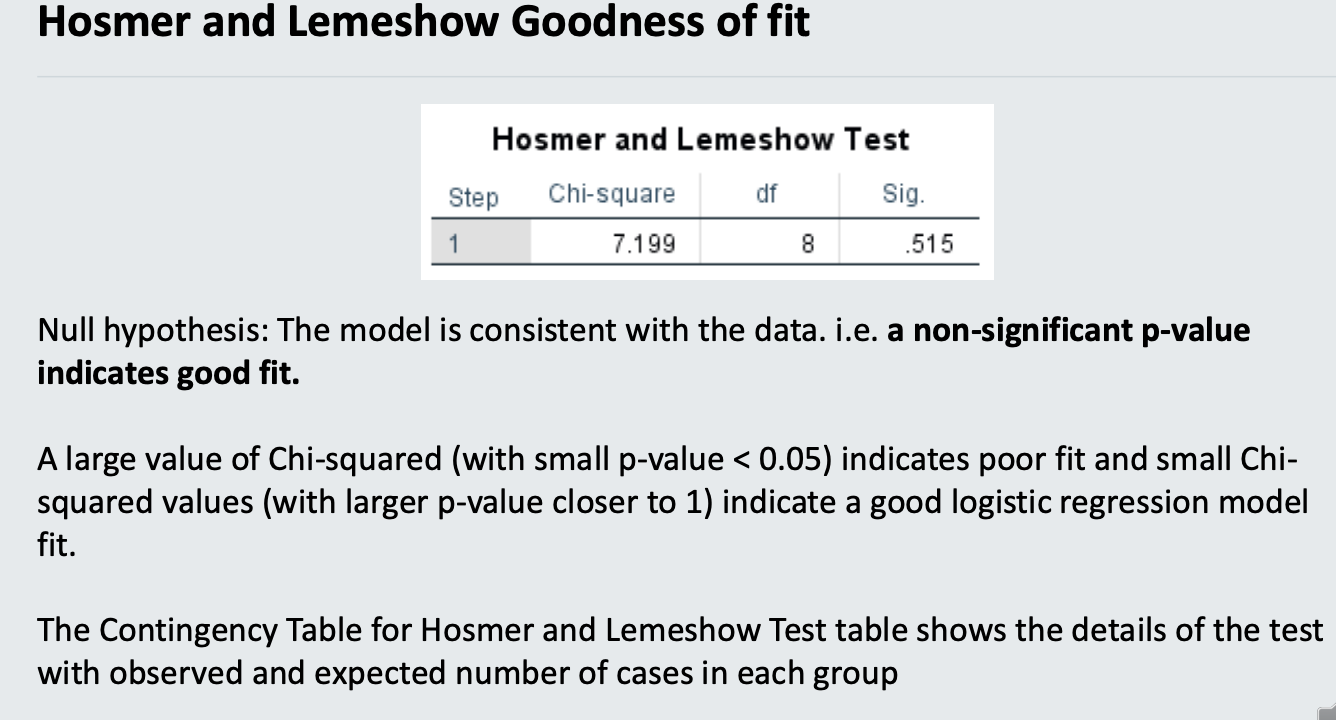 Hosmer and Lemeshow Goodness of fit
Hosmer and Lemeshow Test
Step Chi-square df Sig.
1 7.199 8 .515
Null hypothesis: The model is consistent with the data. i.e. a non-significant p-value
indicates good fit.
A large value of Chi-squared (with small p-value < 0.05) indicates poor fit and small Chi-
squared values (with larger p-value closer to 1) indicate a good logistic regression model
fit.
The Contingency Table for Hosmer and Lemeshow Test table shows the details of the test
with observed and expected number of cases in each group